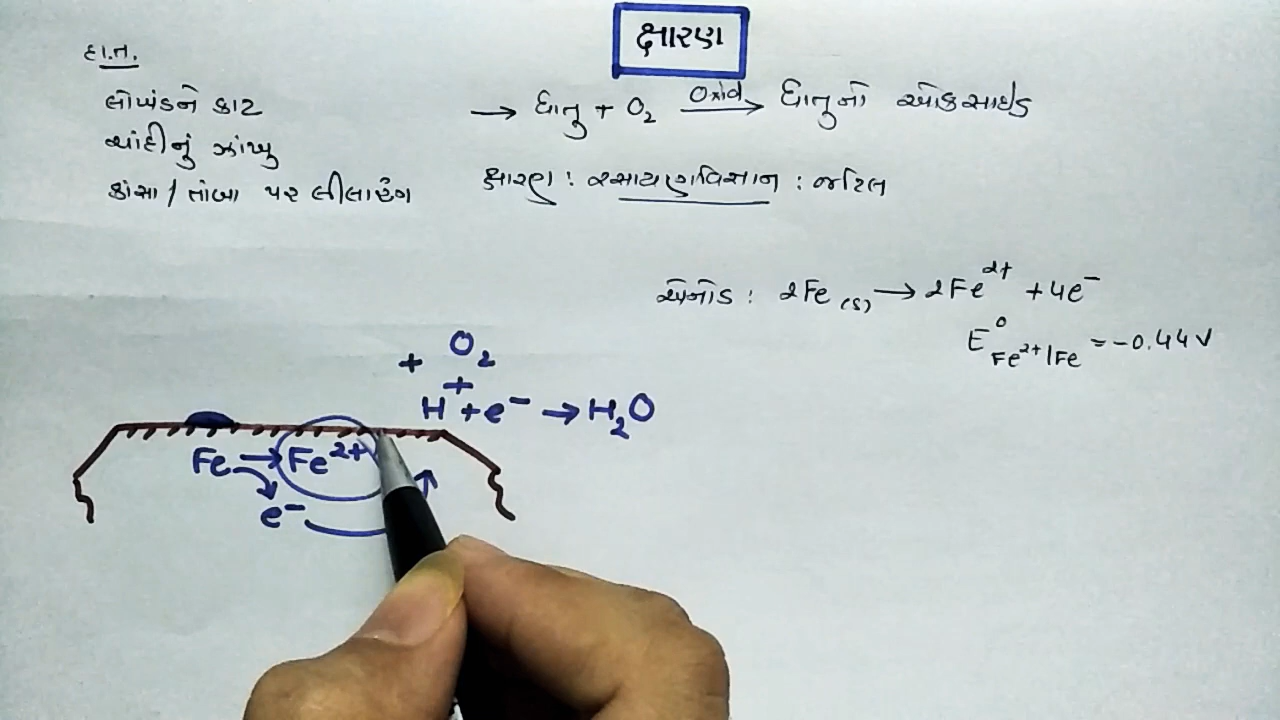 ક્ષારણ
દા.ત.
લોખંડને કાટ
ચાંદીનું ઝાંખુ
કાંસા / તાંબા પર લીલારંગ
→ ધાતુ + O₂ → ધાતુનો ઓક્સાઇડ
ક્ષારણ : રસાયણવિજ્ઞાન : જટિલ
એનોડ : 2Fe (s) → 2Fe²⁺ + 4e⁻
E⁰ Fe²⁺|Fe = -0.44 V
+ O₂
+
H + e⁻ → H₂O
Fe → Fe²⁺
e⁻